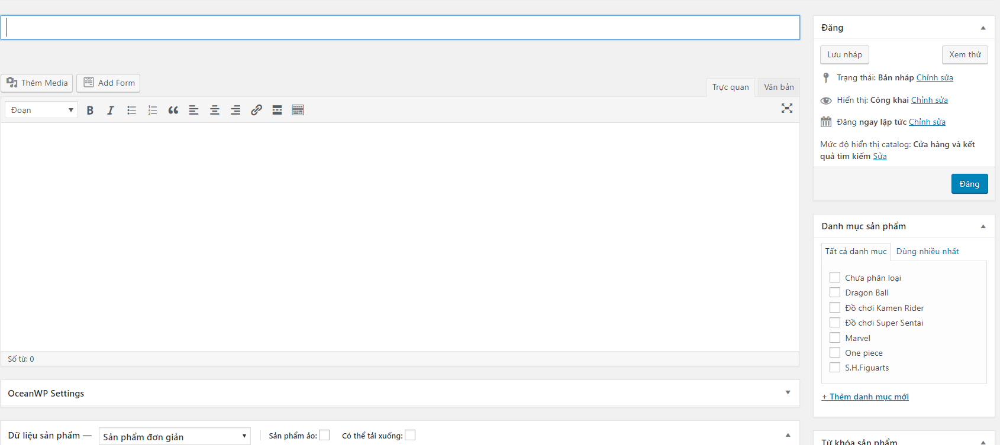 Thêm Media
Add Form
Trực quan
Văn bản
Đoạn
B
I
Số từ: 0
OceanWP Settings
Dữ liệu sản phẩm —
Sản phẩm đơn giản
Sản phẩm ảo:
Có thể tải xuống:
Đăng
Lưu nháp
Xem thử
Trạng thái: Bản nháp Chỉnh sửa
Hiển thị: Công khai Chỉnh sửa
Đăng ngay lập tức Chỉnh sửa
Mức độ hiển thị catalog: Cửa hàng và kết
quả tìm kiếm Sửa
Đăng
Danh mục sản phẩm
Tất cả danh mục
Dùng nhiều nhất
Chưa phân loại
Dragon Ball
Đồ chơi Kamen Rider
Đồ chơi Super Sentai
Marvel
One piece
S.H.Figuarts
+ Thêm danh mục mới
Từ khóa sản phẩm